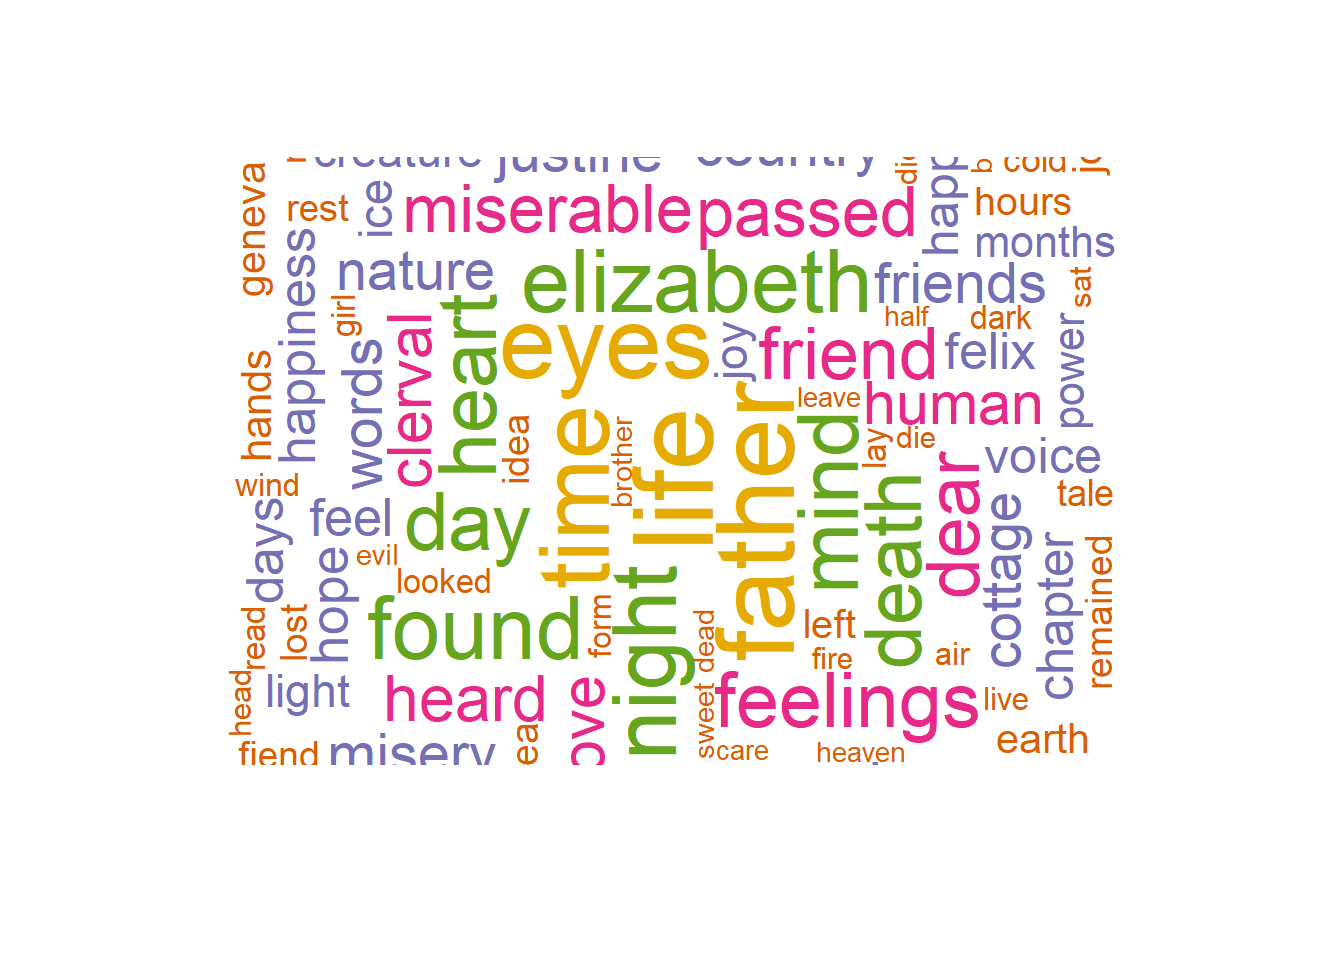 creature
justine
country
cold
geneva
rest
ice
miserable
passed
hours
months
happiness
nature
elizabeth
friends
sat
girl
heart
eyes
half
dark
joy
friend
felix
power
hands
words
clerval
leave
human
idea
time
brother
life
father
mind
lay
die
voice
wind
days
feel
day
death
dear
tale
evil
looked
hope
cottage
chapter
remained
read
lost
found
form
night
dead
left
fire
air
head
light
heard
sweet
feelings
live
fiend
misery
care
heaven
earth